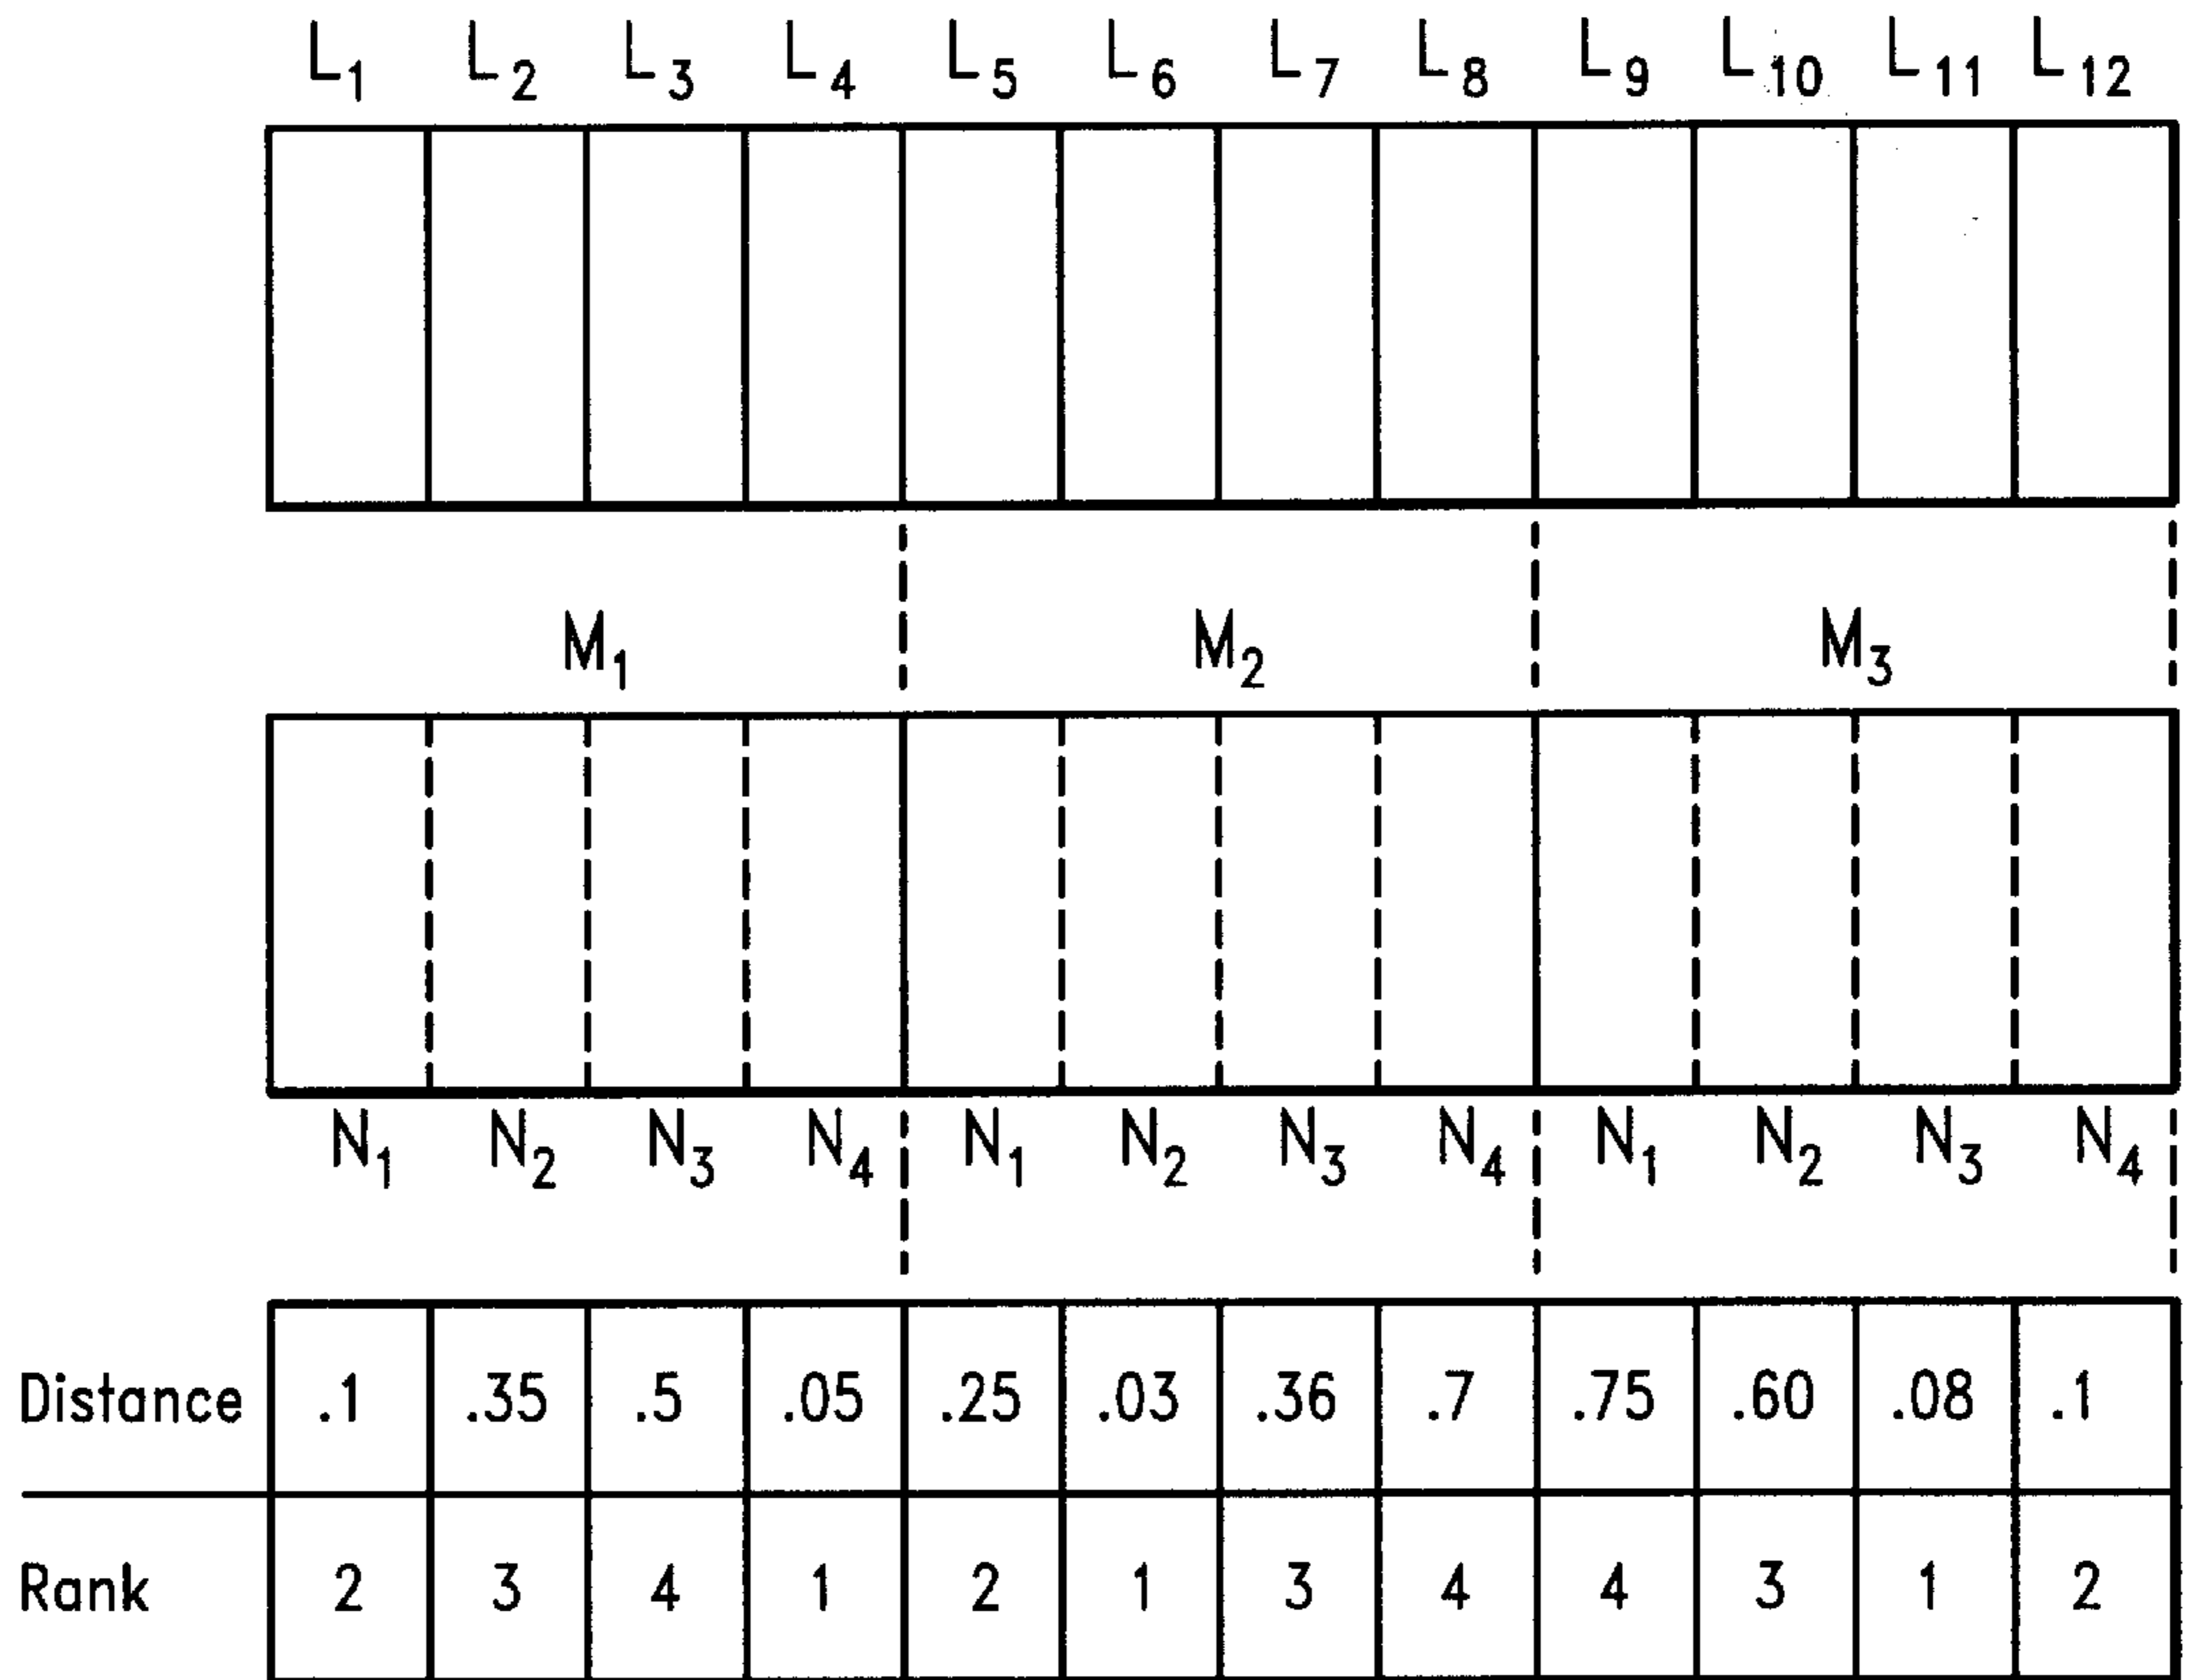 L1 L2 L3 L4 L5 L6 L7 L8 L9 L10 L11 L12
M1 M2 M3
N1 N2 N3 N4 N1 N2 N3 N4 N1 N2 N3 N4
Distance .1 .35 .5 .05 .25 .03 .36 .7 .75 .60 .08 .1
Rank 2 3 4 1 2 1 3 4 4 3 1 2